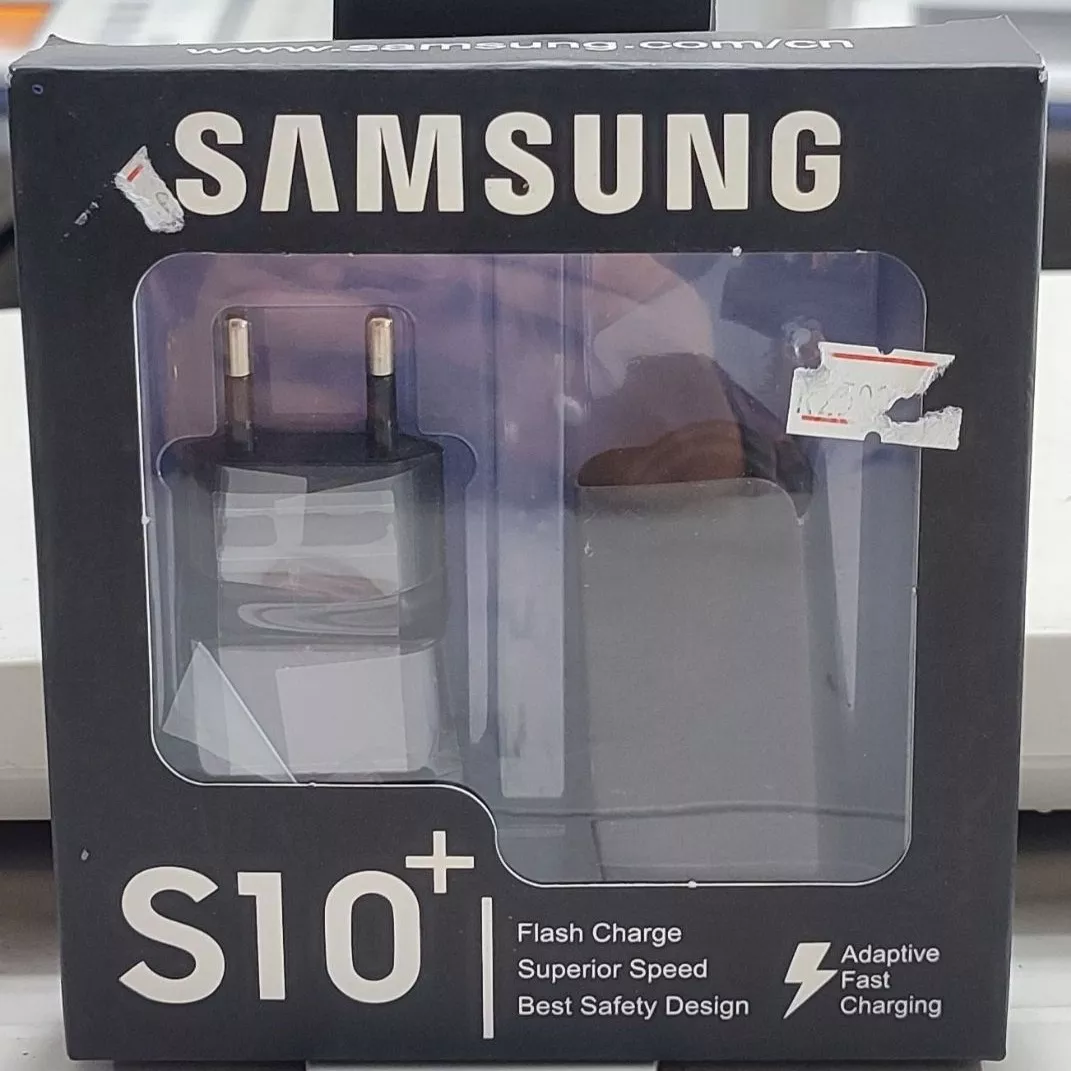 www.samsung.com/cn
SAMSUNG
S10+
Flash Charge
Superior Speed
Best Safety Design
Adaptive
Fast
Charging